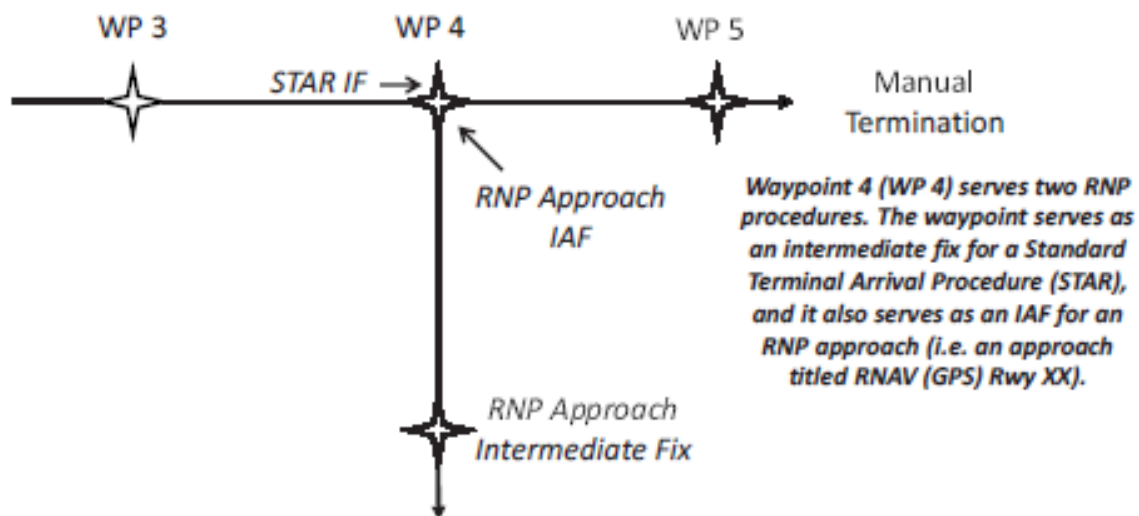 WP 3
WP 4
WP 5
STAR IF
Manual
Termination
RNP Approach
IAF
Waypoint 4 (WP 4) serves two RNP
procedures. The waypoint serves as
an intermediate fix for a Standard
Terminal Arrival Procedure (STAR),
and it also serves as an IAF for an
RNP approach (i.e. an approach
titled RNAV (GPS) Rwy XX).
RNP Approach
Intermediate Fix